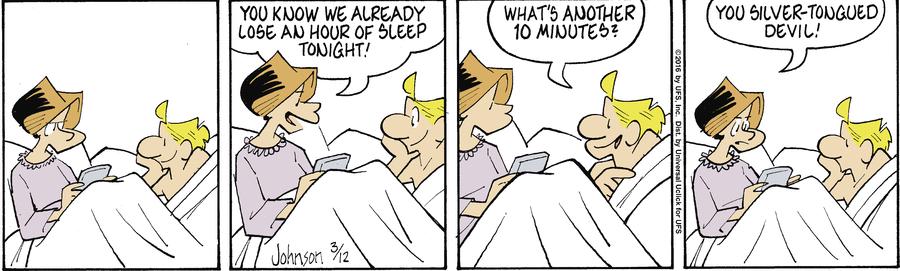 YOU KNOW WE ALREADY
LOSE AN HOUR OF SLEEP
TONIGHT!
Johnson 3/12
WHAT'S ANOTHER
10 MINUTES?
©2016 by UFS, Inc. Dist. by Universal Uclick for UFS
YOU SILVER-TONGUED
DEVIL!